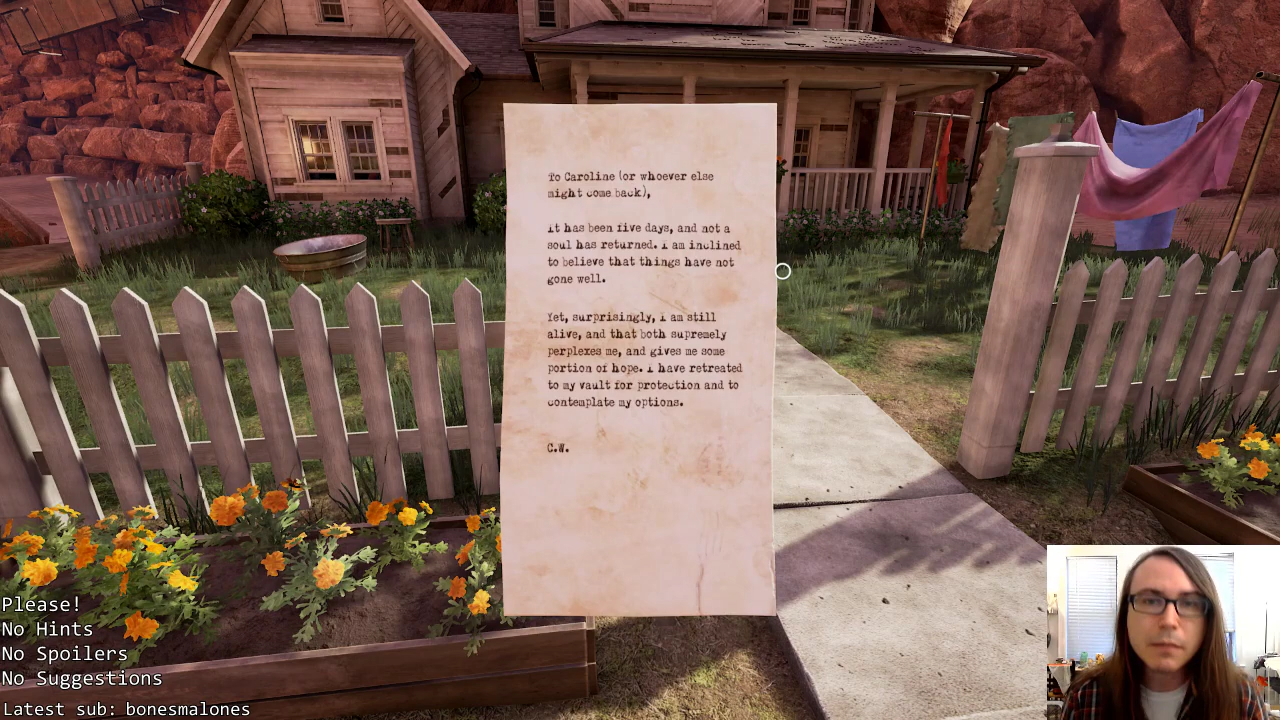 To Caroline (or whoever else
might come back),
It has been five days, and not a
soul has returned. I am inclined
to believe that things have not
gone well.
Yet, surprisingly, I am still
alive, and that both supremely
perplexes me, and gives me some
portion of hope. I have retreated
to my vault for protection and to
contemplate my options.
C.W.
Please!
No Hints
No Spoilers
No Suggestions
Latest sub: bonesmalones